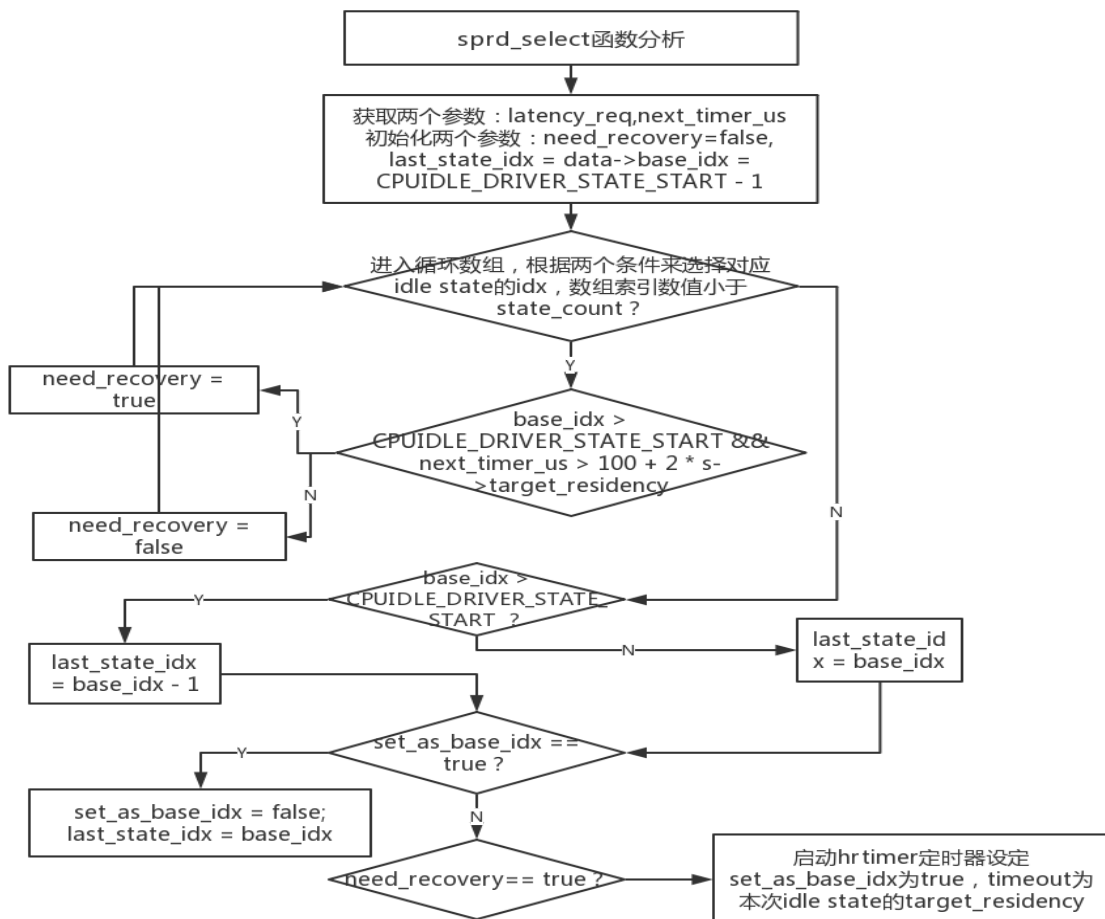 sprd_select函数分析
获取两个参数：latency_req,next_timer_us
初始化两个参数：need_recovery=false,
last_state_idx = data->base_idx =
CPUIDLE_DRIVER_STATE_START - 1
进入循环数组，根据两个条件来选择对应
idle state的idx，数组索引数值小于
state_count？
Y
need_recovery =
true
base_idx >
CPUIDLE_DRIVER_STATE_START &&
next_timer_us > 100 + 2 * s-
>target_residency
Y
N
N
need_recovery =
false
base_idx >
CPUIDLE_DRIVER_STATE_
START ？
Y
N
last_state_id
x = base_idx
last_state_idx
= base_idx - 1
set_as_base_idx ==
true？
Y
set_as_base_idx = false;
last_state_idx = base_idx
N
need_recovery== true？
启动hrtimer定时器设定
set_as_base_idx为true，timeout为
本次idle state的target_residency